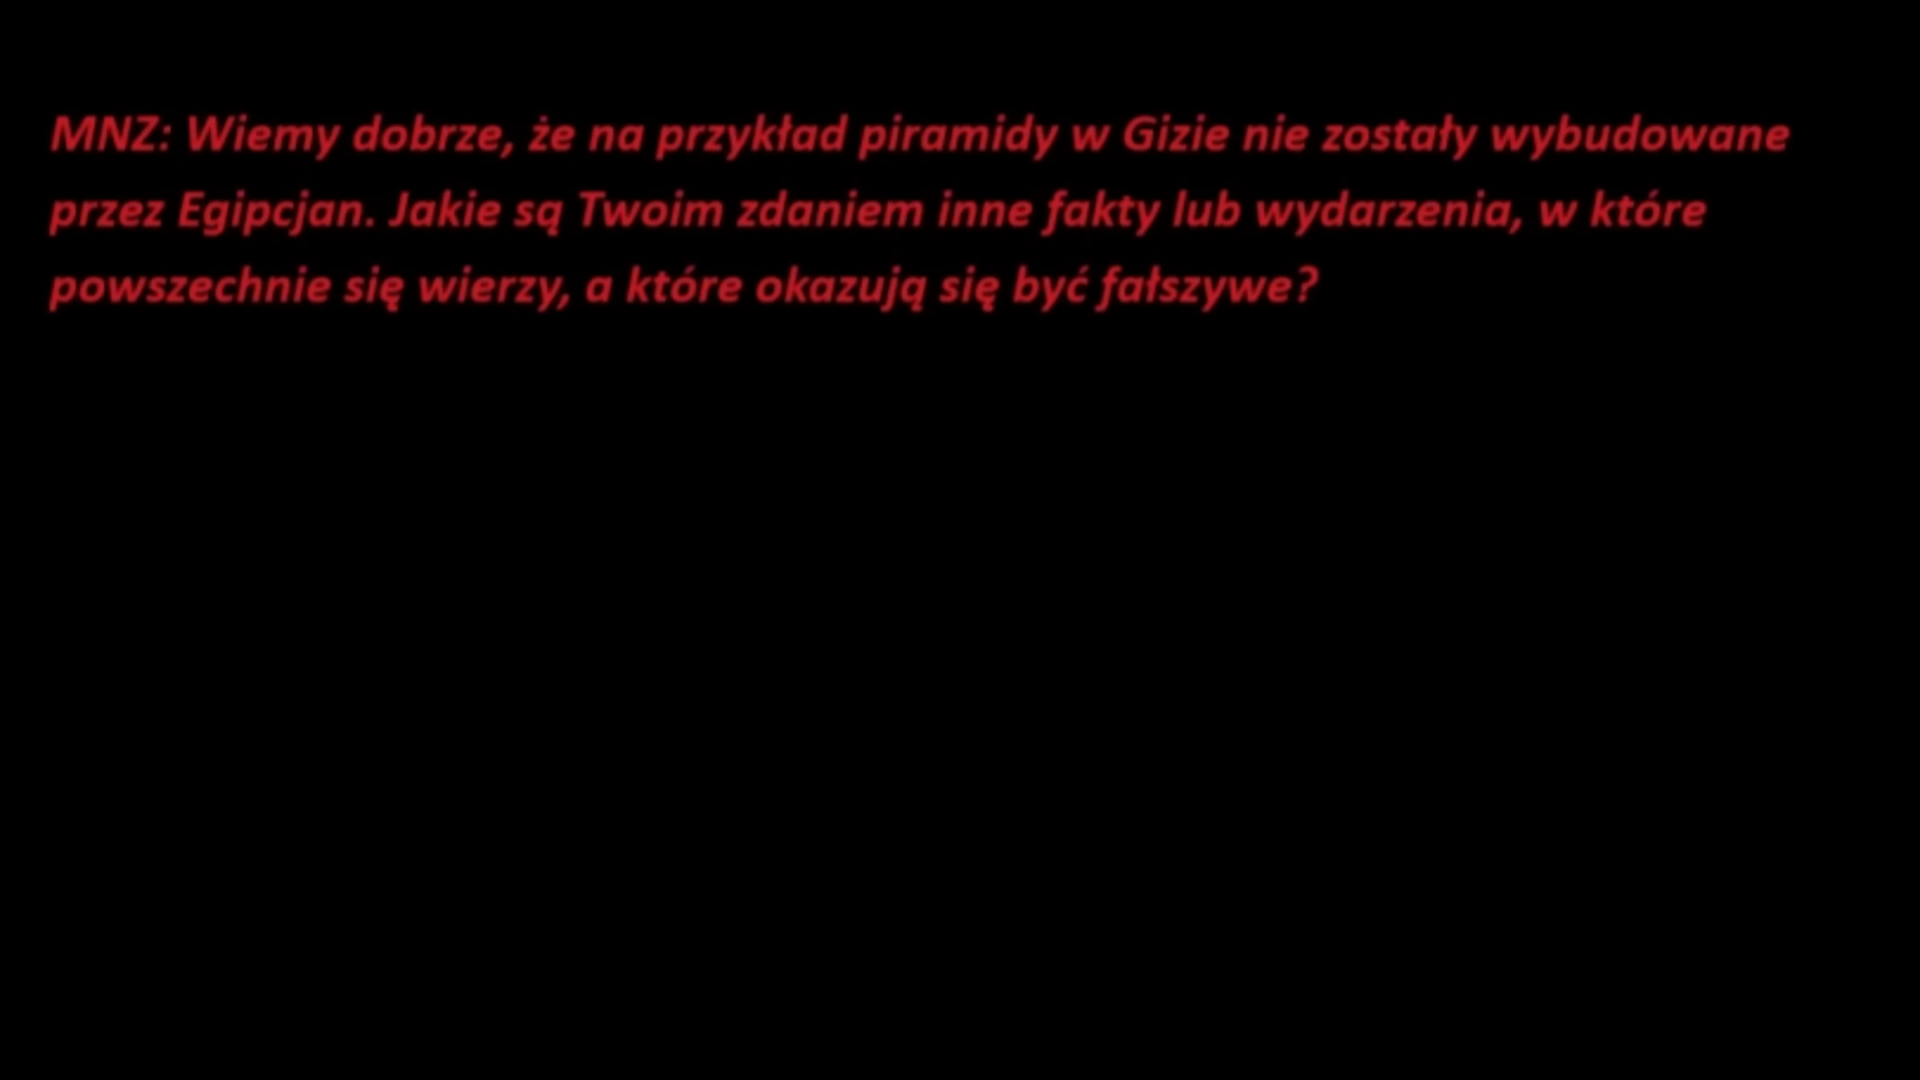 MNZ: Wiemy dobrze, że na przykład piramidy w Gizie nie zostały wybudowane
przez Egipcjan. Jakie są Twoim zdaniem inne fakty lub wydarzenia, w które
powszechnie się wierzy, a które okazują się być fałszywe?